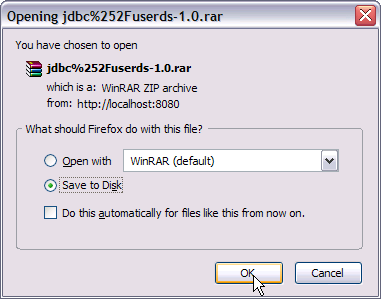 Opening jdbc%252Fuserds-1.0.rar
You have chosen to open
jdbc%252Fuserds-1.0.rar
which is a: WinRAR ZIP archive
from: http://localhost:8080
What should Firefox do with this file?
Open with WinRAR (default)
Save to Disk
Do this automatically for files like this from now on.
OK Cancel